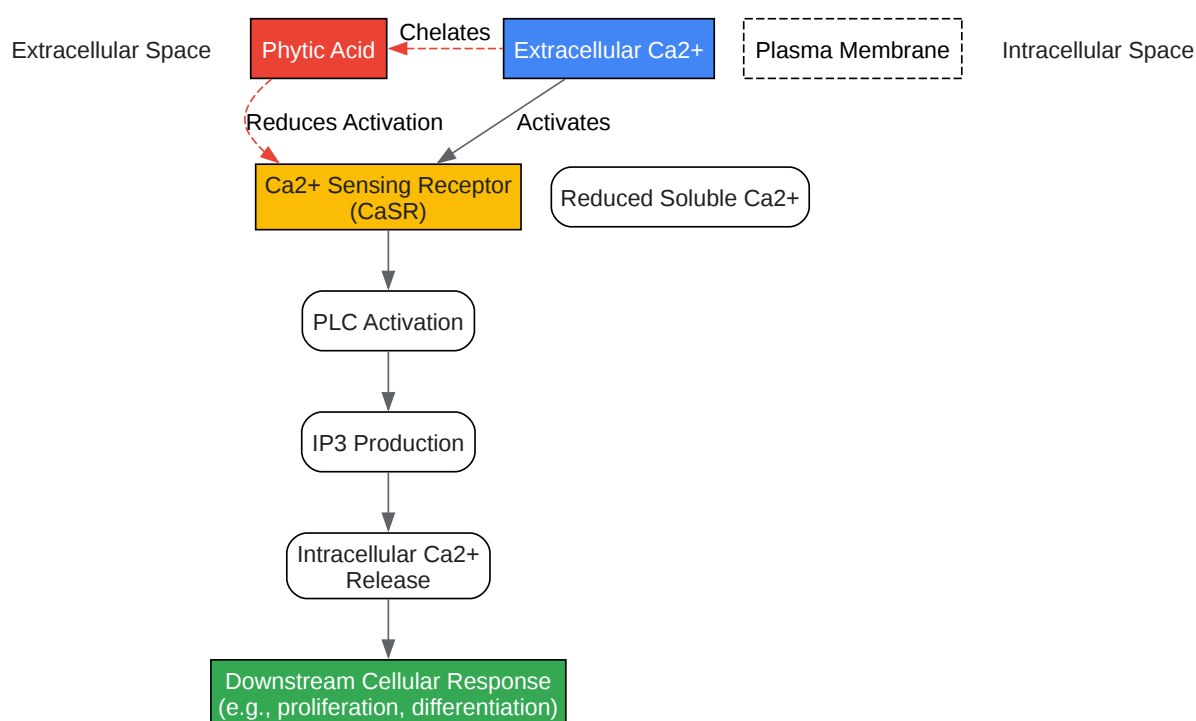 Extracellular Space
Phytic Acid
Chelates
Extracellular Ca2+
Plasma Membrane
Intracellular Space
Reduces Activation
Activates
Ca2+ Sensing Receptor
(CaSR)
Reduced Soluble Ca2+
PLC Activation
IP3 Production
Intracellular Ca2+
Release
Downstream Cellular Response
(e.g., proliferation, differentiation)